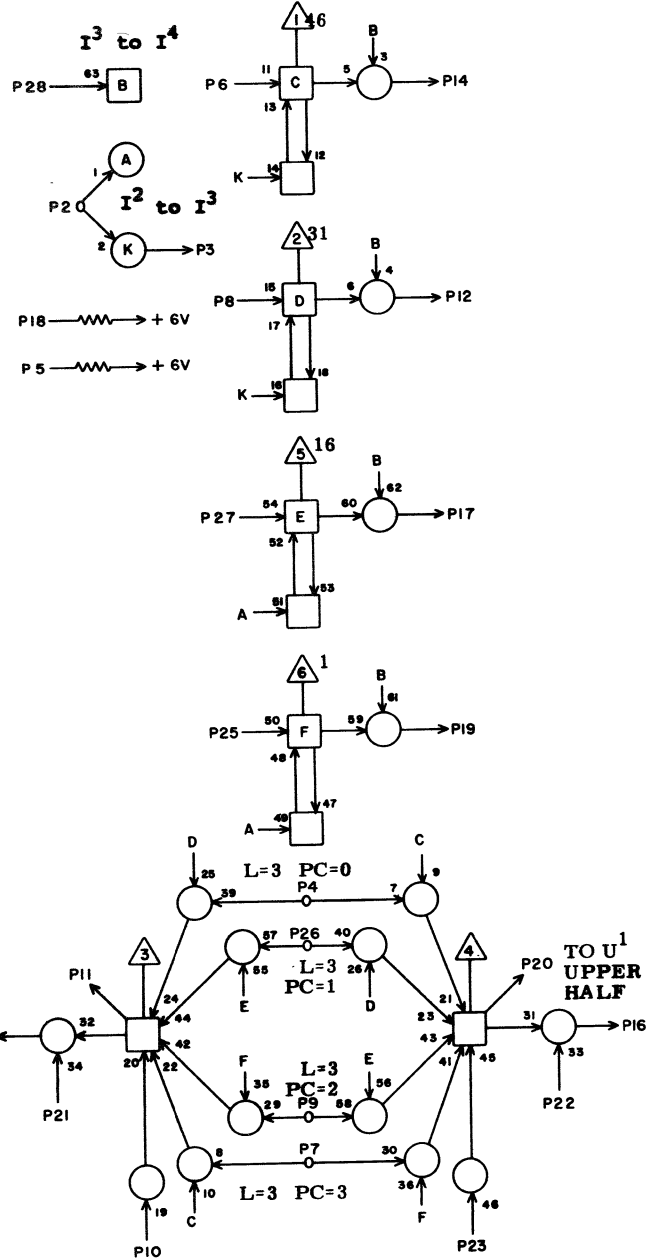 1 46
I³ to I⁴
B
3
63
P28 B
11
P6 C 5 P14
13
12
A
1
14
K
P2
I² to I³
2 K P3
2 31
B
4
15
P8 D 6 P12
17
P18 + 6V
18
P5 + 6V
16
K
5 16
B
62
54
P27 E 60 P17
52
53
51
A
6 1
B
61
50
P25 F 59 P19
48
47
49
A
D
C
L=3 PC=0
25
9
39 P4 7
57 P26 40
3
4
TO U¹
UPPER
HALF
P11
P20
55 L=3 26
PC=1
E
D
24
21
44
23
32
31
P16
42
43
20 22
41 45
34
33
F
E
L=3
PC=2
35
56
P21
P22
29 P9 58
8 P7 30
10
36
L=3 PC=3
19
46
C
F
P10
P23